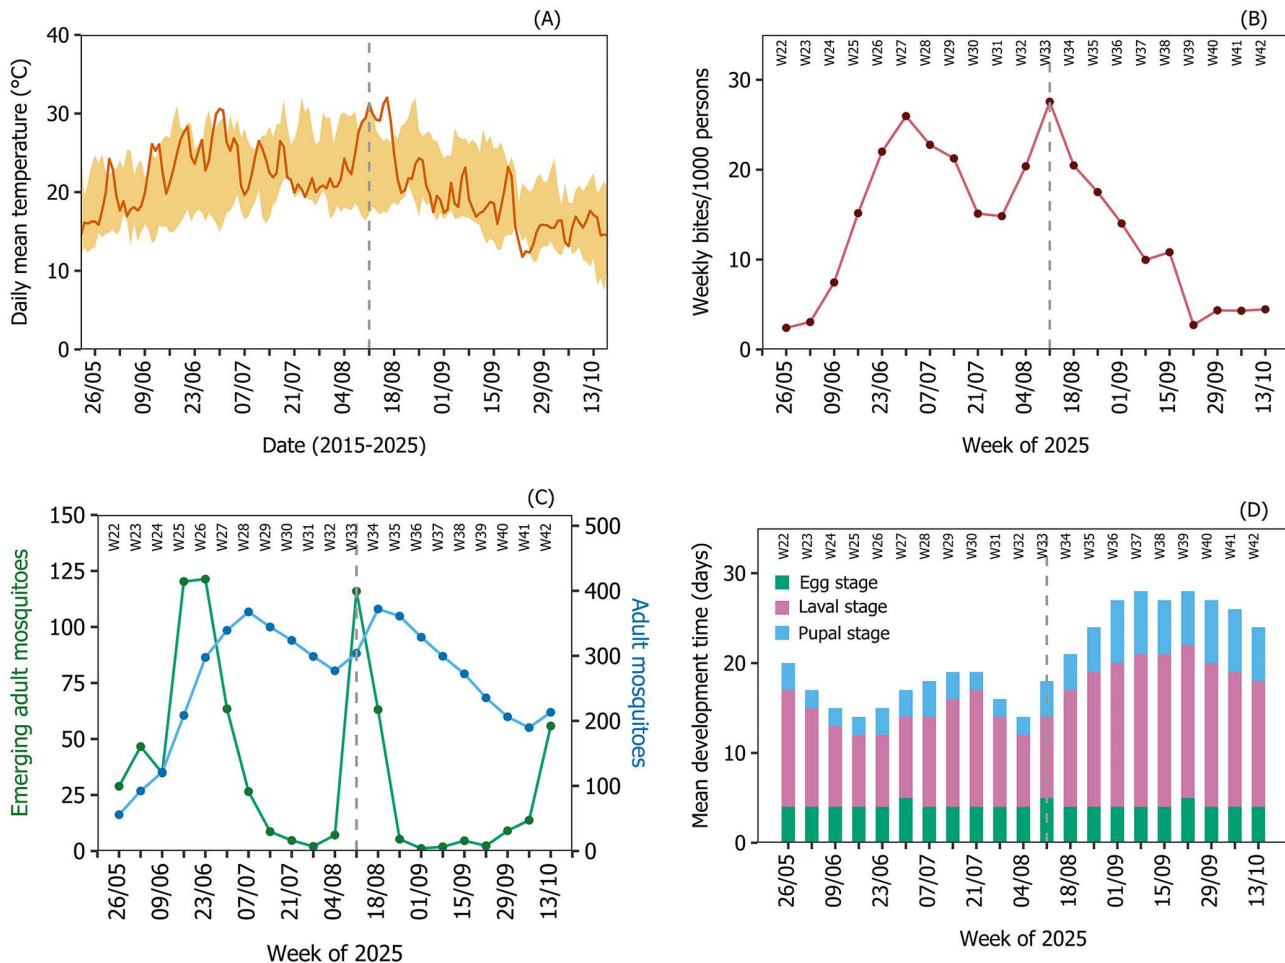 (A)
40
30
20
10
0
Daily mean temperature (°C)
26/05
09/06
23/06
07/07
21/07
04/08
18/08
01/09
15/09
29/09
13/10
Date (2015-2025)
(B)
W22
W23
W24
W25
W26
W27
W28
W29
W30
W31
W32
W33
W34
W35
W36
W37
W38
W39
W40
W41
W42
30
20
10
0
Weekly bites/1000 persons
26/05
09/06
23/06
07/07
21/07
04/08
18/08
01/09
15/09
29/09
13/10
Week of 2025
(C)
W22
W23
W24
W25
W26
W27
W28
W29
W30
W31
W32
W33
W34
W35
W36
W37
W38
W39
W40
W41
W42
150
125
100
75
50
25
0
Emerging adult mosquitoes
500
400
300
200
100
0
Adult mosquitoes
26/05
09/06
23/06
07/07
21/07
04/08
18/08
01/09
15/09
29/09
13/10
Week of 2025
(D)
W22
W23
W24
W25
W26
W27
W28
W29
W30
W31
W32
W33
W34
W35
W36
W37
W38
W39
W40
W41
W42
30
20
10
0
Mean development time (days)
Egg stage
Laval stage
Pupal stage
26/05
09/06
23/06
07/07
21/07
04/08
18/08
01/09
15/09
29/09
13/10
Week of 2025